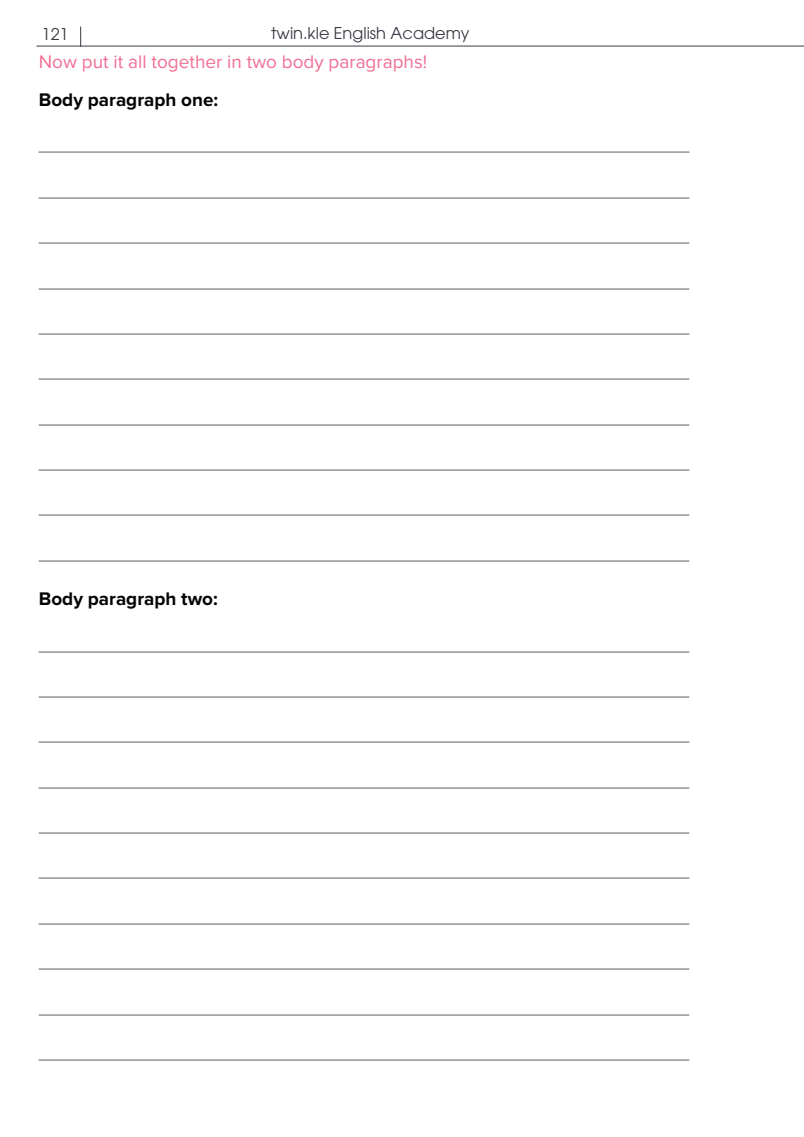 121 | twin.kle English Academy
Now put it all together in two body paragraphs!
Body paragraph one:
Body paragraph two: